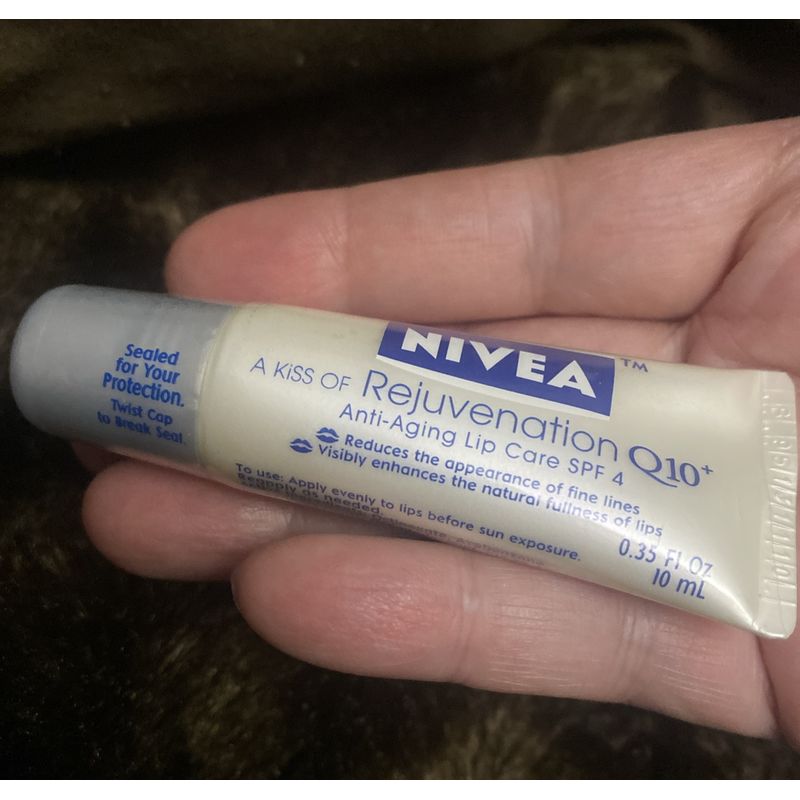 Sealed
for Your
Protection.
Twist Cap
to Break Seal.
NIVEA™
A KiSS OF Rejuvenation Q10+
Anti-Aging Lip Care SPF 4
Reduces the appearance of fine lines
Visibly enhances the natural fullness of lips
To use: Apply evenly to lips before sun exposure.
Reapply as needed.
0.35 Fl Oz
10 mL